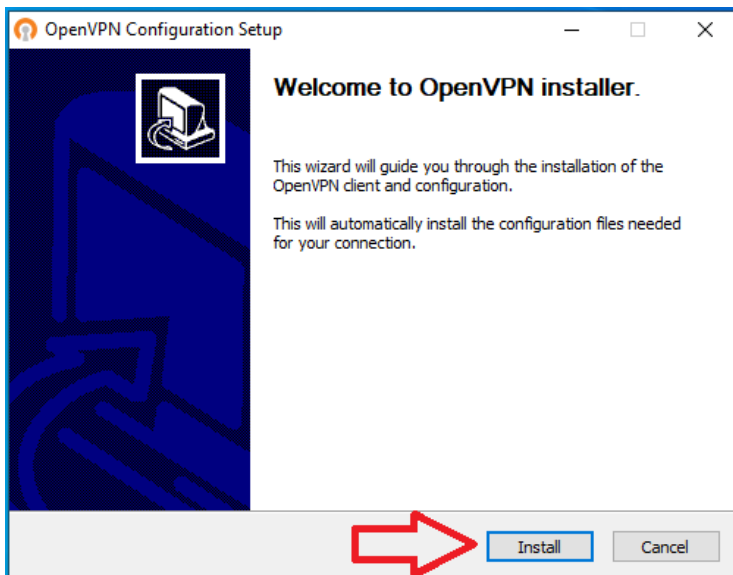 OpenVPN Configuration Setup
Welcome to OpenVPN installer.
This wizard will guide you through the installation of the
OpenVPN client and configuration.
This will automatically install the configuration files needed
for your connection.
Install
Cancel